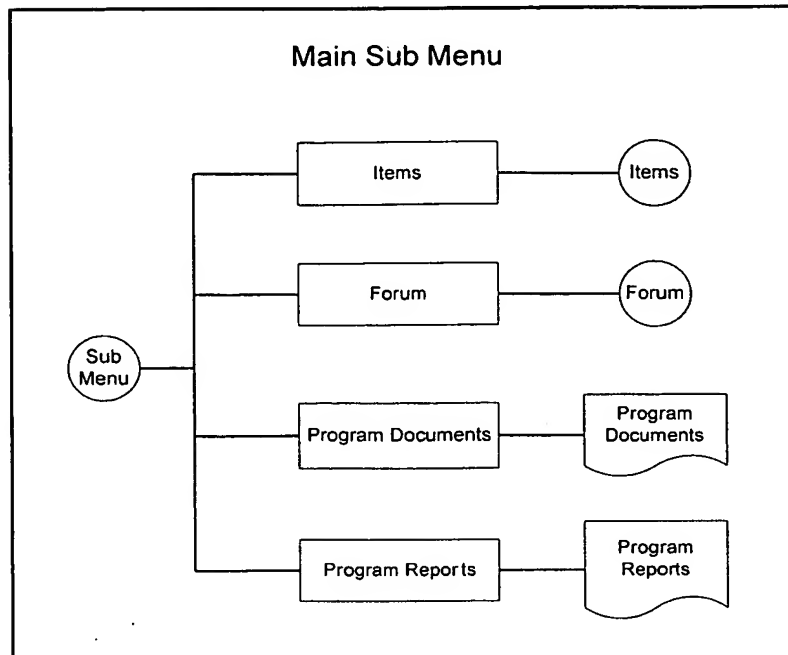 Main Sub Menu
Items
Items
Forum
Forum
Sub
Menu
Program Documents
Program
Documents
Program Reports
Program
Reports